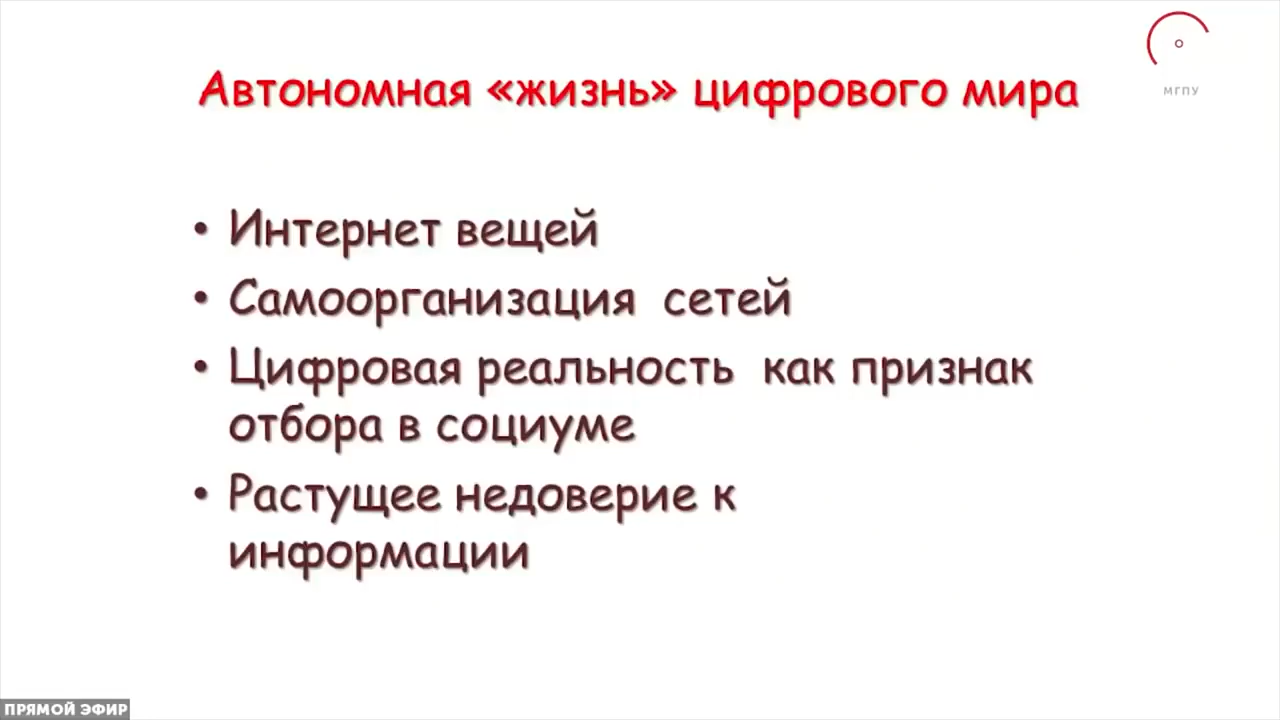 МГПУ
Автономная «жизнь» цифрового мира
• Интернет вещей
• Самоорганизация сетей
• Цифровая реальность как признак
отбора в социуме
• Растущее недоверие к
информации
ПРЯМОЙ ЭФИР